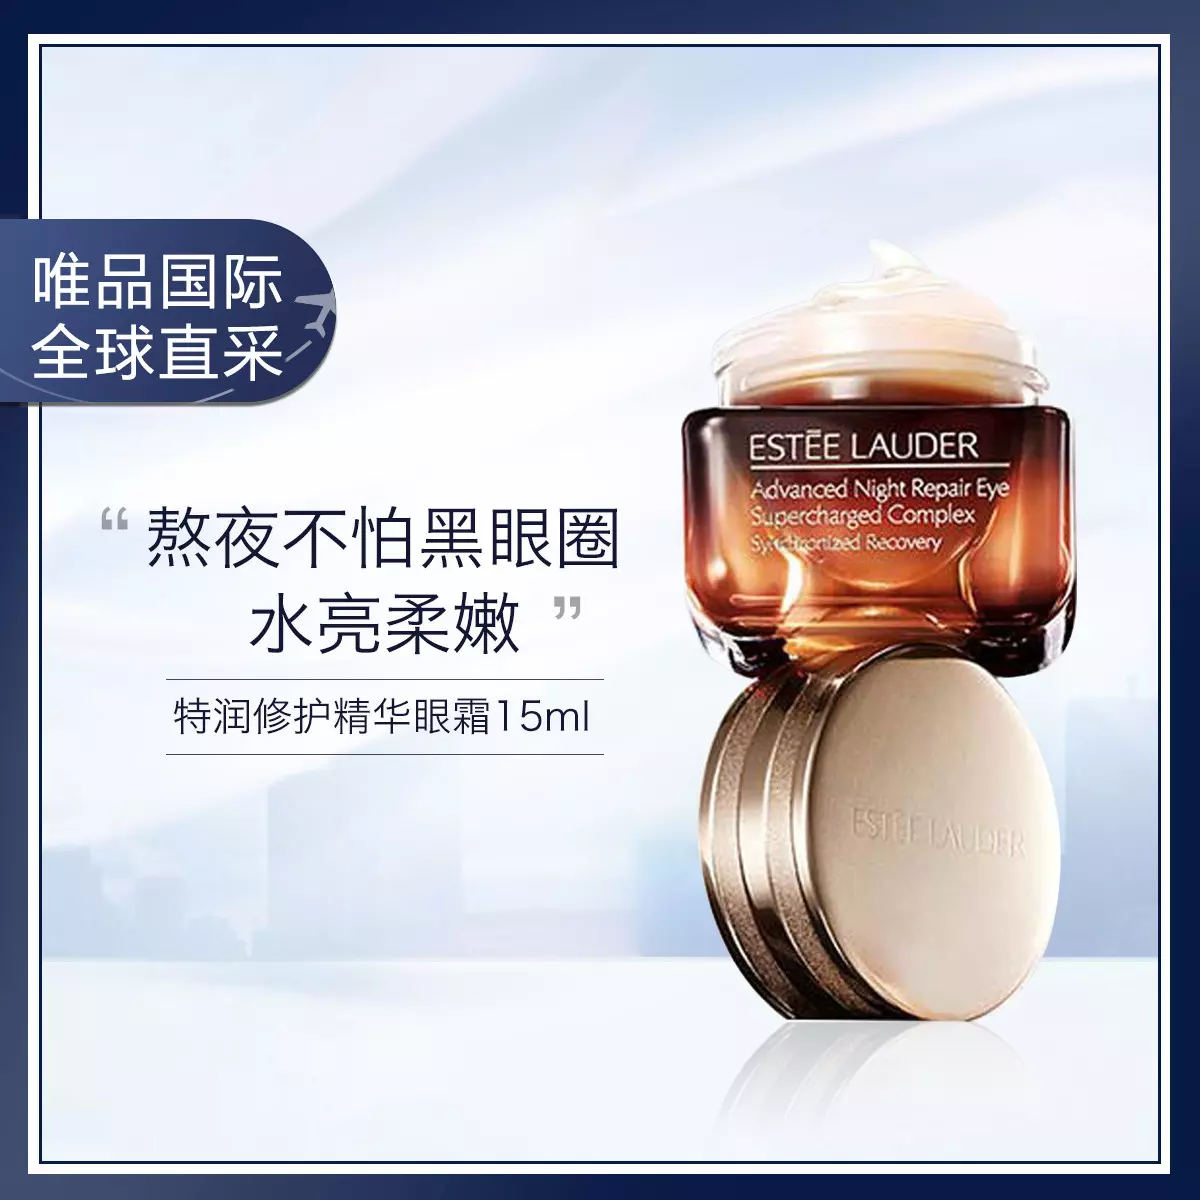 唯品国际
全球直采
“ 熬夜不怕黑眼圈
水亮柔嫩 ”
特润修护精华眼霜15ml
ESTĒE LAUDER
Advanced Night Repair Eye
Supercharged Complex
Synchronized Recovery
ESTĒE LAUDER